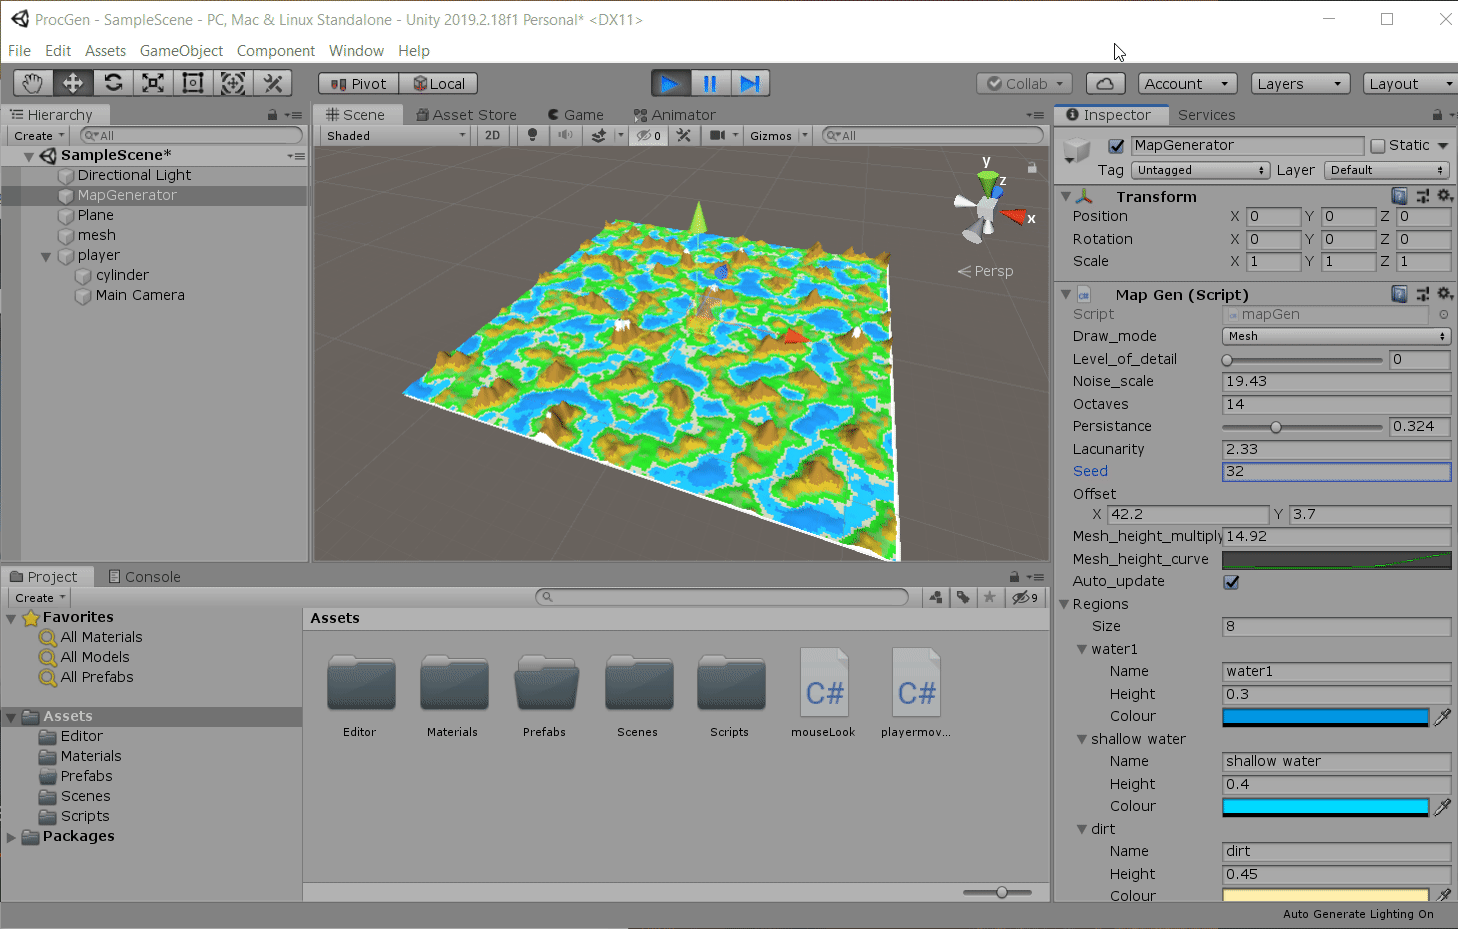 ProcGen - SampleScene - PC, Mac & Linux Standalone - Unity 2019.2.18f1 Personal* <DX11>
File Edit Assets GameObject Component Window Help
Pivot Local Collab Account Layers Layout
Hierarchy
Create All
SampleScene*
Directional Light
MapGenerator
Plane
mesh
player
cylinder
Main Camera
Scene Asset Store Game Animator
Shaded 2D 0 Gizmos All
y
z
x
Persp
Inspector Services
MapGenerator Static
Tag Untagged Layer Default
Transform
Position X 0 Y 0 Z 0
Rotation X 0 Y 0 Z 0
Scale X 1 Y 1 Z 1
Map Gen (Script)
Script mapGen
Draw_mode Mesh
Level_of_detail 0
Noise_scale 19.43
Octaves 14
Persistance 0.324
Lacunarity 2.33
Seed 32
Offset
X 42.2 Y 3.7
Mesh_height_multiply 14.92
Mesh_height_curve
Auto_update
Regions
Size 8
water1
Name water1
Height 0.3
Colour
shallow water
Name shallow water
Height 0.4
Colour
dirt
Name dirt
Height 0.45
Colour
Project Console
Create 9
Favorites
All Materials
All Models
All Prefabs
Assets
Editor
Materials
Prefabs
Scenes
Scripts
Packages
Assets
C# C#
Editor Materials Prefabs Scenes Scripts mouseLook playermov...
Auto Generate Lighting On